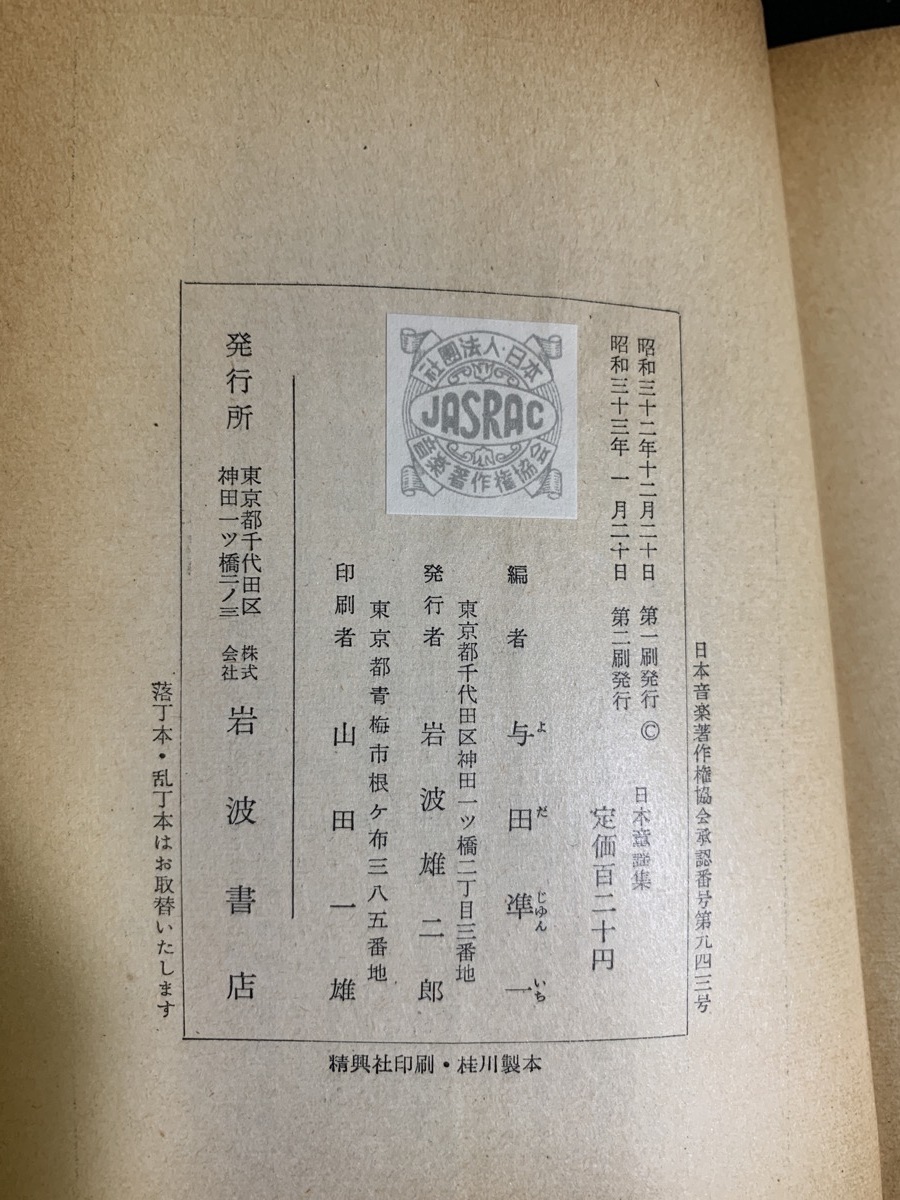 日本音楽著作権協会承認番号第元四三号
昭和三十二年十二月二十日　第一刷発行 ©
昭和三十三年 一 月二十日　第二刷発行
日本童謡集
定価百二十円
社團法人・日本
JASRAC
音楽著作権協会
編者　与田準一
よだじゅんいち
東京都千代田区神田一ツ橋二丁目三番地
発行者　岩波雄二郎
東京都青梅市根ヶ布三八五番地
印刷者　山田一雄
発行所　東京都千代田区
神田一ツ橋二ノ三
株式
会社
岩波書店
落丁本・乱丁本はお取替いたします
精興社印刷・桂川製本